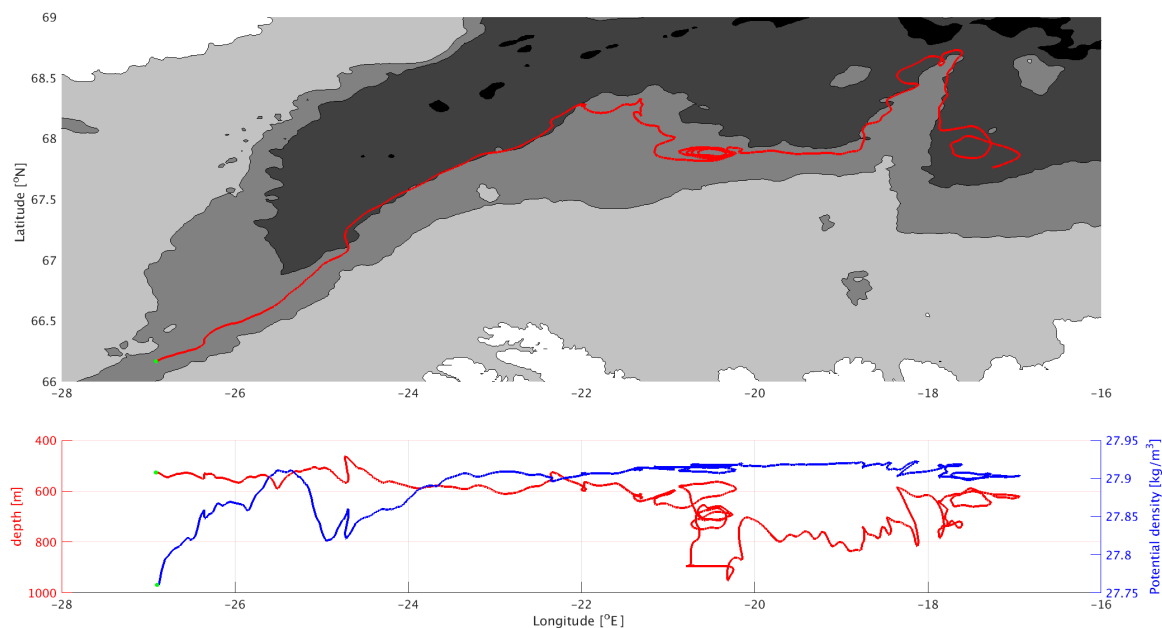 69
68.5
68
67.5
67
66.5
66
Latitude [°N]
−28 −26 −24 −22 −20 −18 −16
400
600
800
1000
depth [m]
27.95
27.9
27.85
27.8
27.75
Potential density [kg/m³]
−28 −26 −24 −22 −20 −18 −16
Longitude [°E]